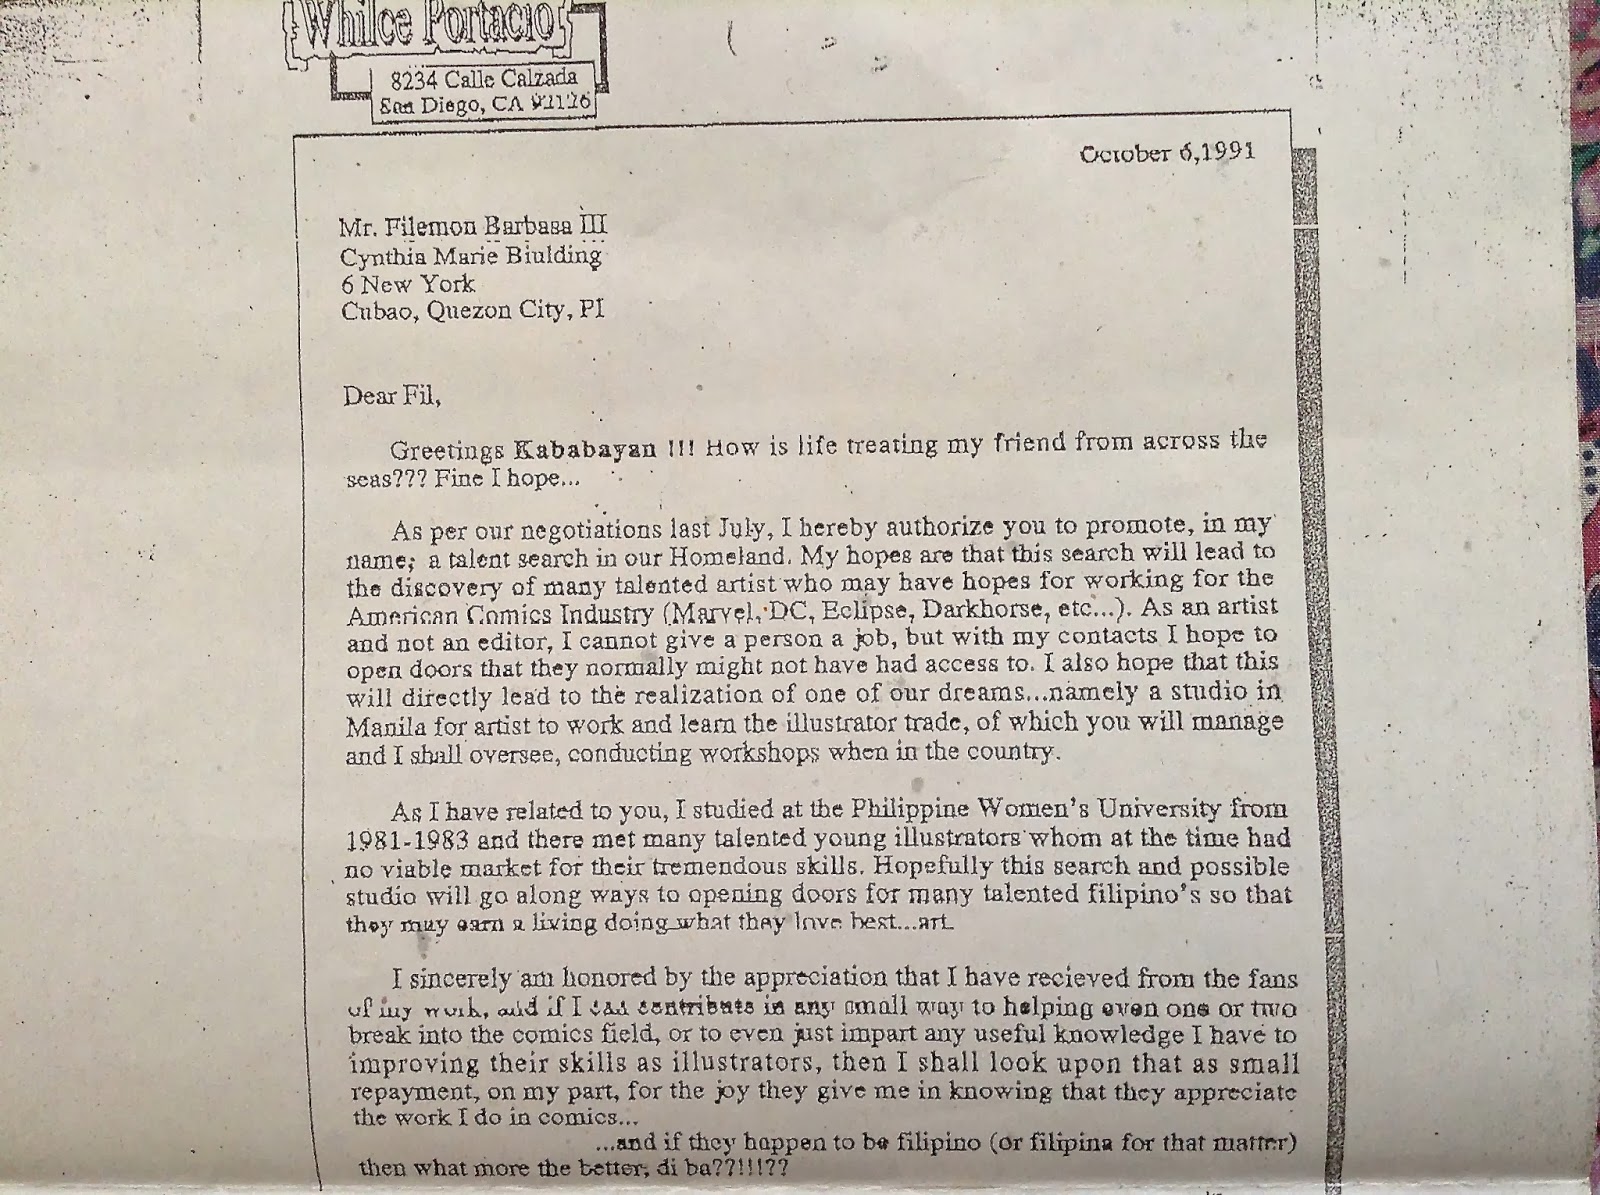 Whilce Portacio
8234 Calle Calzada
San Diego, CA 92126
October 6,1991
Mr. Filemon Barbasa III
Cynthia Marie Biulding
6 New York
Cubao, Quezon City, PI
Dear Fil,
Greetings Kababayan !!! How is life treating my friend from across the
seas??? Fine I hope...
As per our negotiations last July, I hereby authorize you to promote, in my
name; a talent search in our Homeland. My hopes are that this search will lead to
the discovery of many talented artist who may have hopes for working for the
American Comics Industry (Marvel, DC, Eclipse, Darkhorse, etc...). As an artist
and not an editor, I cannot give a person a job, but with my contacts I hope to
open doors that they normally might not have had access to. I also hope that this
will directly lead to the realization of one of our dreams...namely a studio in
Manila for artist to work and learn the illustrator trade, of which you will manage
and I shall oversee, conducting workshops when in the country.
As I have related to you, I studied at the Philippine Women's University from
1981-1983 and there met many talented young illustrators whom at the time had
no viable market for their tremendous skills. Hopefully this search and possible
studio will go along ways to opening doors for many talented filipino's so that
they may earn a living doing what they love best...art.
I sincerely am honored by the appreciation that I have recieved from the fans
of my work, and if I can contribute in any small way to helping even one or two
break into the comics field, or to even just impart any useful knowledge I have to
improving their skills as illustrators, then I shall look upon that as small
repayment, on my part, for the joy they give me in knowing that they appreciate
the work I do in comics...
...and if they happen to be filipino (or filipina for that matter)
then what more the better, di ba??!!!??